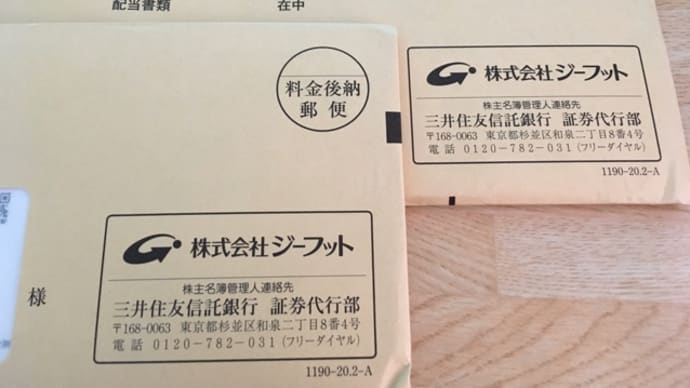 配当書類 在中
株式会社ジーフット
株主名簿管理人連絡先
三井住友信託銀行 証券代行部
〒168-0063 東京都杉並区和泉二丁目8番4号
電話 0120-782-031(フリーダイヤル)
1190-20.2-A
料金後納
郵便
様
株式会社ジーフット
株主名簿管理人連絡先
三井住友信託銀行 証券代行部
〒168-0063 東京都杉並区和泉二丁目8番4号
電話 0120-782-031(フリーダイヤル)
1190-20.2-A